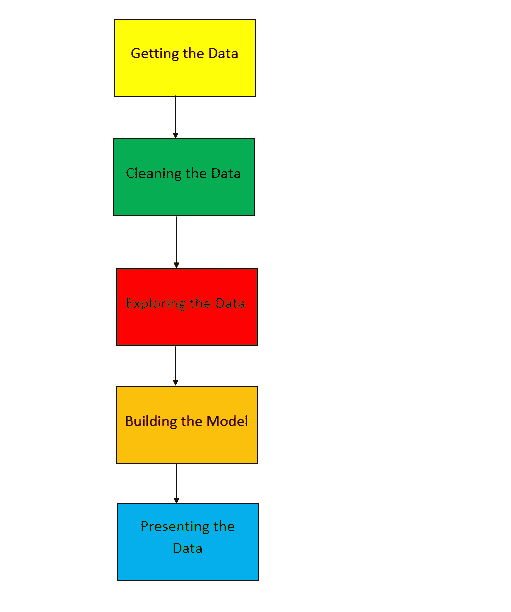 Getting the Data
Cleaning the Data
Exploring the Data
Building the Model
Presenting the
Data